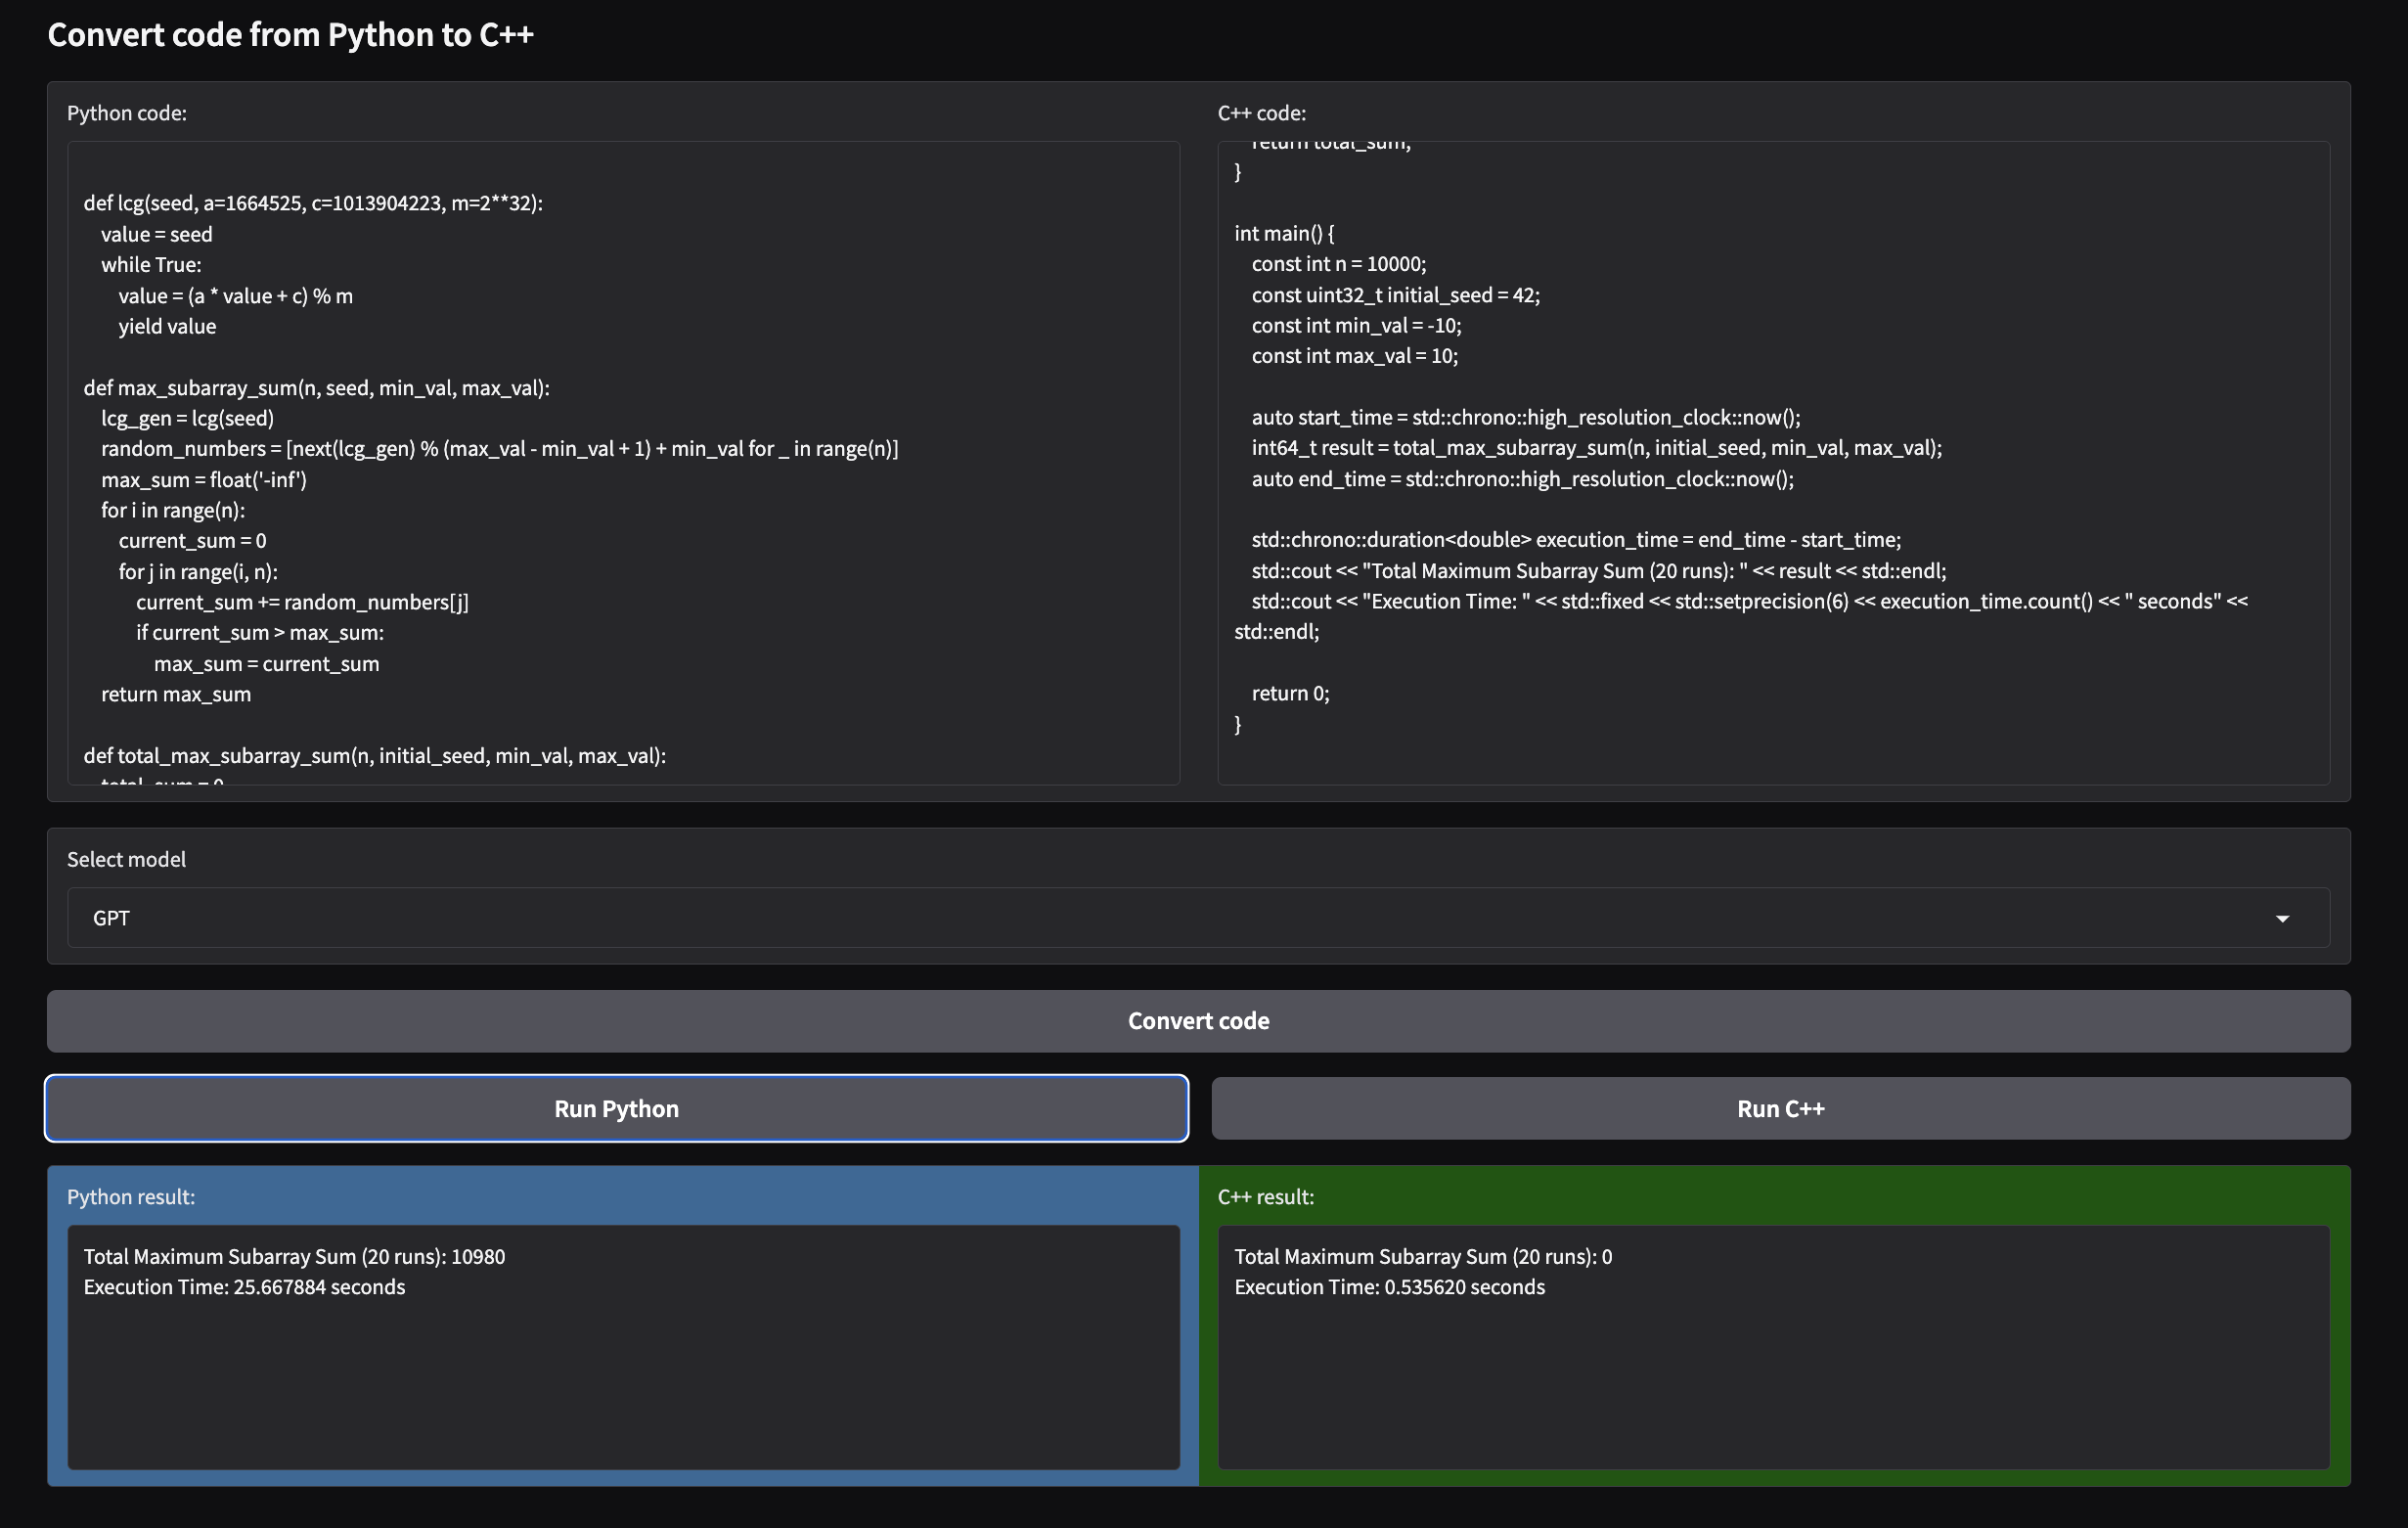 Convert code from Python to C++
Python code:
def lcg(seed, a=1664525, c=1013904223, m=2**32):
    value = seed
    while True:
        value = (a * value + c) % m
        yield value
def max_subarray_sum(n, seed, min_val, max_val):
    lcg_gen = lcg(seed)
    random_numbers = [next(lcg_gen) % (max_val - min_val + 1) + min_val for _ in range(n)]
    max_sum = float('-inf')
    for i in range(n):
        current_sum = 0
        for j in range(i, n):
            current_sum += random_numbers[j]
            if current_sum > max_sum:
                max_sum = current_sum
    return max_sum
def total_max_subarray_sum(n, initial_seed, min_val, max_val):
    total_sum = 0
C++ code:
    return total_sum;
}
int main() {
    const int n = 10000;
    const uint32_t initial_seed = 42;
    const int min_val = -10;
    const int max_val = 10;
    auto start_time = std::chrono::high_resolution_clock::now();
    int64_t result = total_max_subarray_sum(n, initial_seed, min_val, max_val);
    auto end_time = std::chrono::high_resolution_clock::now();
    std::chrono::duration<double> execution_time = end_time - start_time;
    std::cout << "Total Maximum Subarray Sum (20 runs): " << result << std::endl;
    std::cout << "Execution Time: " << std::fixed << std::setprecision(6) << execution_time.count() << " seconds" <<
std::endl;
    return 0;
}
Select model
GPT
Convert code
Run Python
Run C++
Python result:
Total Maximum Subarray Sum (20 runs): 10980
Execution Time: 25.667884 seconds
C++ result:
Total Maximum Subarray Sum (20 runs): 0
Execution Time: 0.535620 seconds